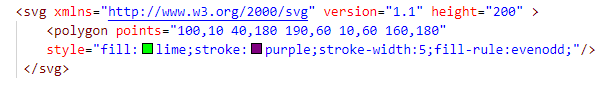 <svg xmlns="http://www.w3.org/2000/svg" version="1.1" height="200" >
<polygon points="100,10 40,180 190,60 10,60 160,180"
style="fill:lime;stroke:purple;stroke-width:5;fill-rule:evenodd;"/>
</svg>